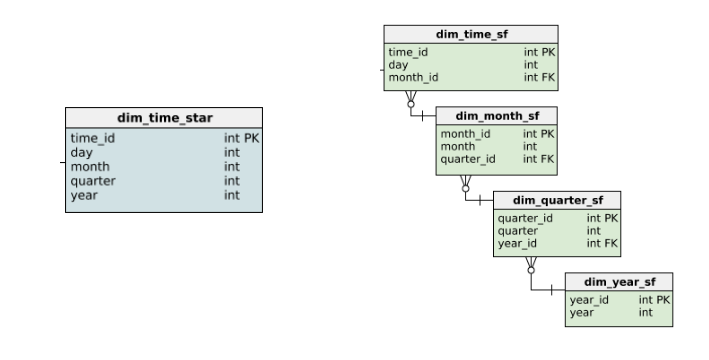 dim_time_star
time_id int PK
day int
month int
quarter int
year int
dim_time_sf
time_id int PK
day int
month_id int FK
dim_month_sf
month_id int PK
month int
quarter_id int FK
dim_quarter_sf
quarter_id int PK
quarter int
year_id int FK
dim_year_sf
year_id int PK
year int